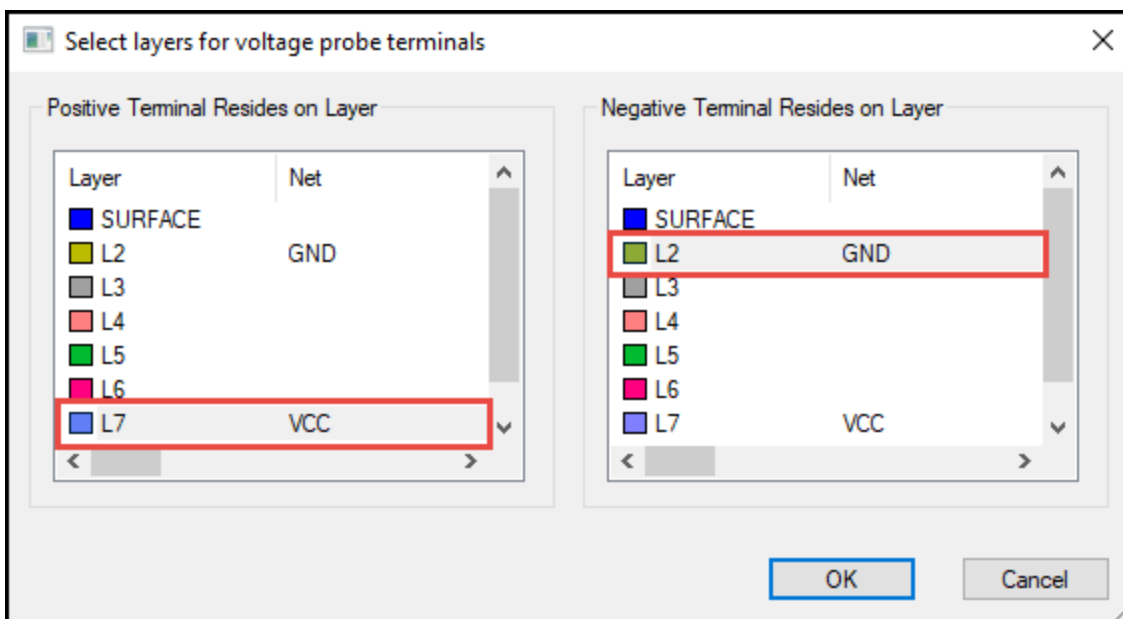 Select layers for voltage probe terminals
Positive Terminal Resides on Layer
Layer Net
SURFACE
L2 GND
L3
L4
L5
L6
L7 VCC
Negative Terminal Resides on Layer
Layer Net
SURFACE
L2 GND
L3
L4
L5
L6
L7 VCC
OK Cancel